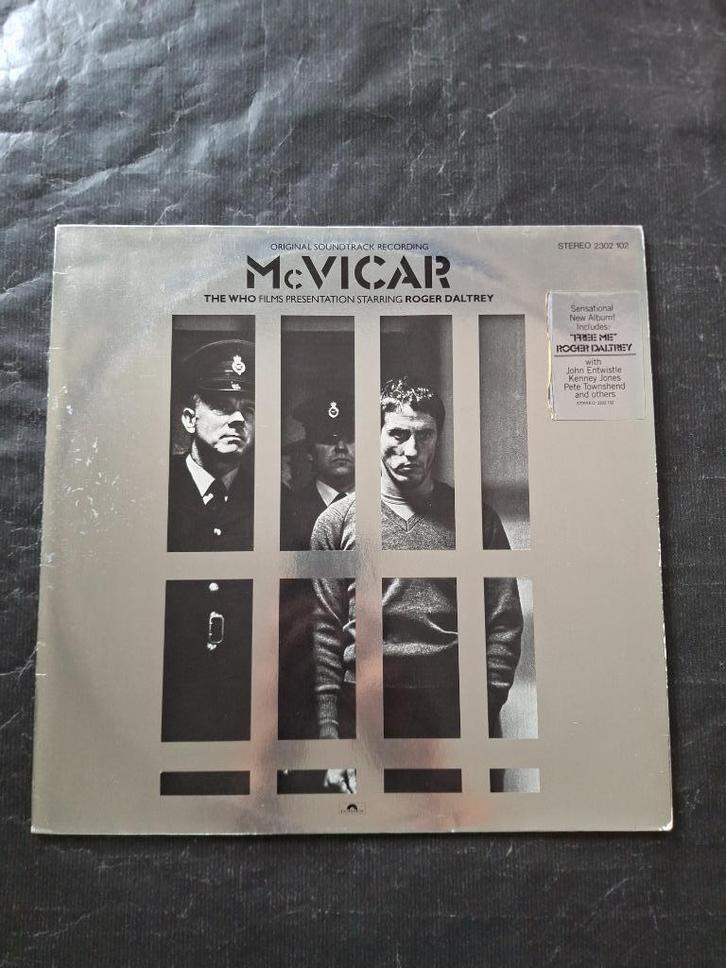 ORIGINAL SOUNDTRACK RECORDING
STEREO 2302 102
McVICAR
THE WHO FILMS PRESENTATION STARRING ROGER DALTREY
Sensational
New Album!
Includes:
"FREE ME"
ROGER DALTREY
with
John Entwistle
Kenney Jones
Pete Townshend
and others